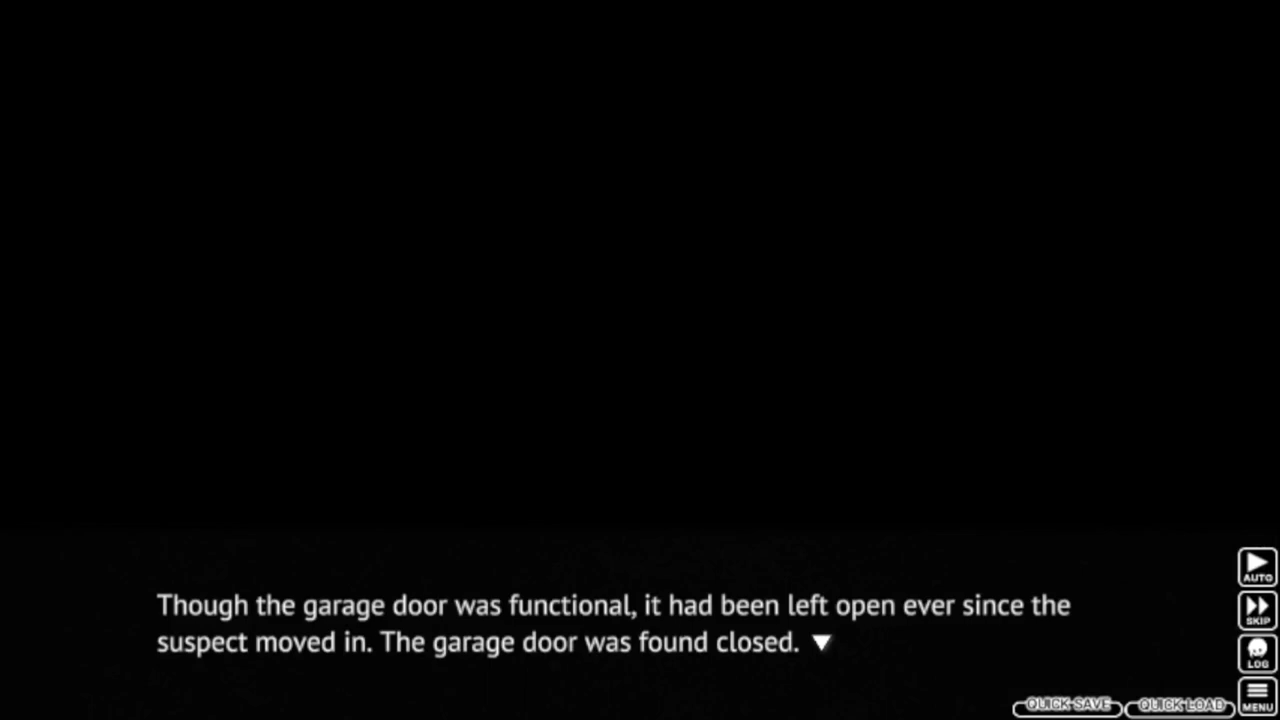 Though the garage door was functional, it had been left open ever since the
suspect moved in. The garage door was found closed.
AUTO
SKIP
LOG
MENU
QUICK SAVE QUICK LOAD